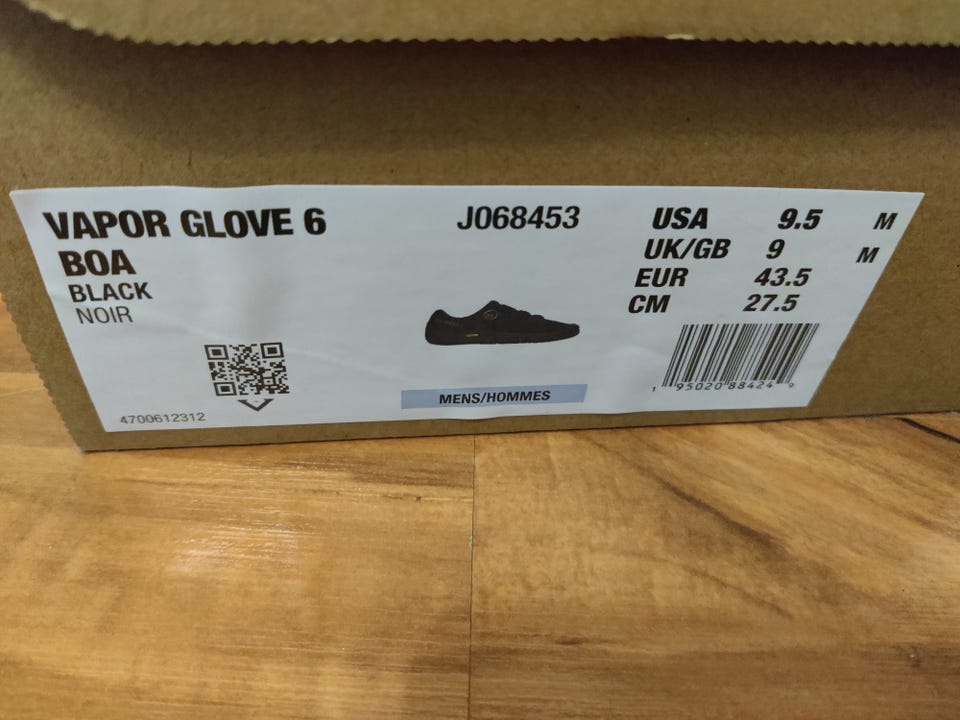 VAPOR GLOVE 6
BOA
BLACK
NOIR
4700612312
J068453
MENS/HOMMES
USA 9.5 M
UK/GB 9 M
EUR 43.5
CM 27.5
1 95020 88424 9